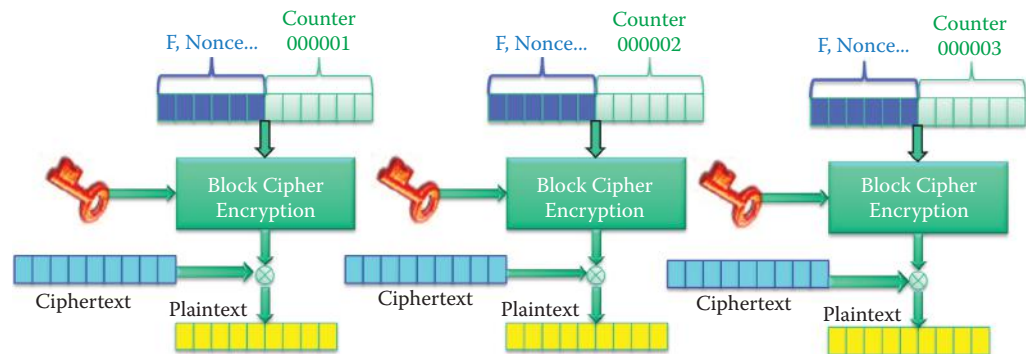 Counter
000001
F, Nonce...
Block Cipher
Encryption
Ciphertext
Plaintext
Counter
000002
F, Nonce...
Block Cipher
Encryption
Ciphertext
Plaintext
Counter
000003
F, Nonce...
Block Cipher
Encryption
Ciphertext
Plaintext